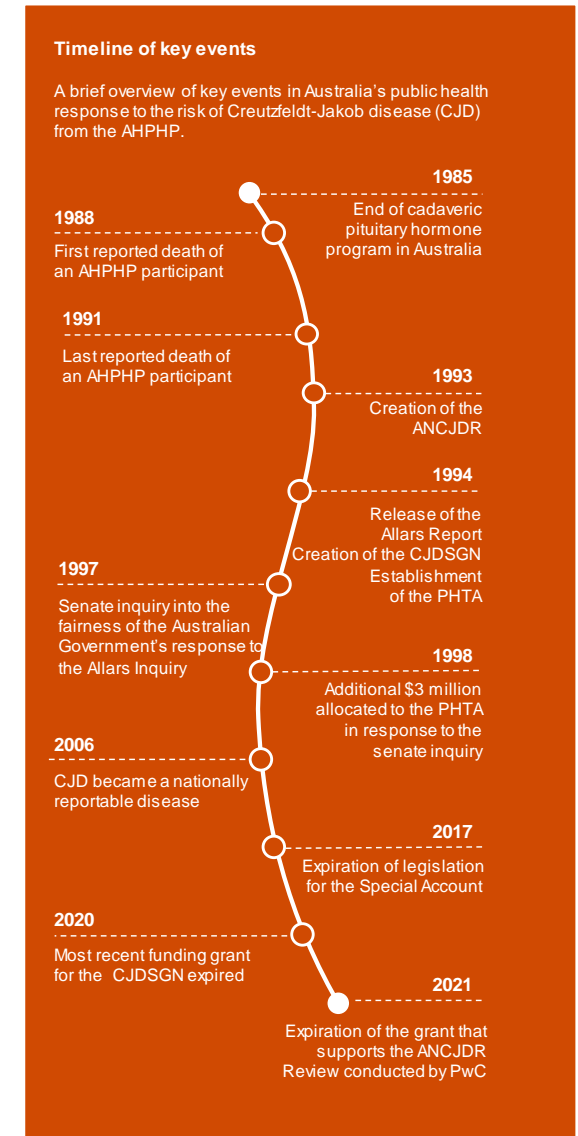 Timeline of key events
A brief overview of key events in Australia's public health
response to the risk of Creutzfeldt-Jakob disease (CJD)
from the AHPHP.
1985
End of cadaveric
pituitary hormone
program in Australia
1988
First reported death of
an AHPHP participant
1991
Last reported death of
an AHPHP participant
1993
Creation of the
ANCJDR
1994
Release of the
Allars Report
Creation of the CJDSGN
Establishment
of the PHTA
1997
Senate inquiry into the
fairness of the Australian
Government's response to
the Allars Inquiry
1998
Additional $3 million
allocated to the PHTA
in response to the
senate inquiry
2006
CJD became a nationally
reportable disease
2017
Expiration of legislation
for the Special Account
2020
Most recent funding grant
for the CJDSGN expired
2021
Expiration of the grant that
supports the ANCJDR
Review conducted by PwC